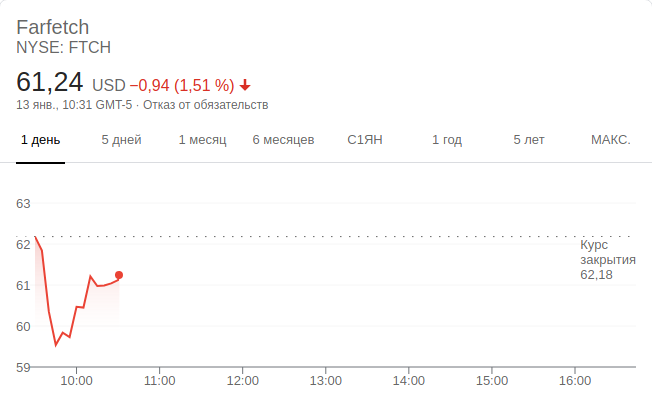 Farfetch
NYSE: FTCH
61,24 USD −0,94 (1,51 %)
13 янв., 10:31 GMT-5 · Отказ от обязательств
1 день 5 дней 1 месяц 6 месяцев С1ЯН 1 год 5 лет МАКС.
63
62
Курс
закрытия
62,18
61
60
59
10:00 11:00 12:00 13:00 14:00 15:00 16:00